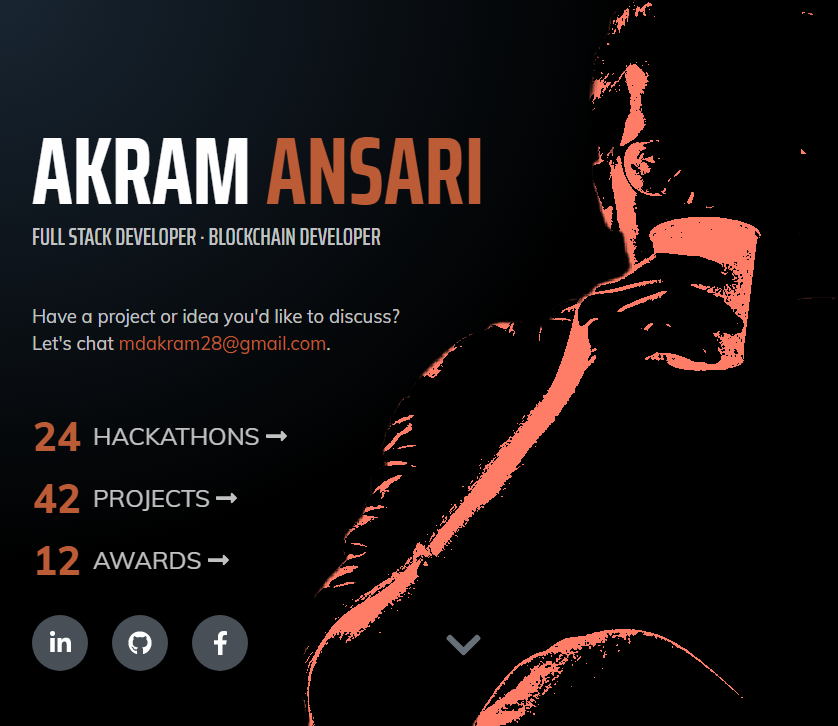 AKRAM ANSARI
FULL STACK DEVELOPER · BLOCKCHAIN DEVELOPER
Have a project or idea you'd like to discuss?
Let's chat mdakram28@gmail.com.
24 HACKATHONS
42 PROJECTS
12 AWARDS